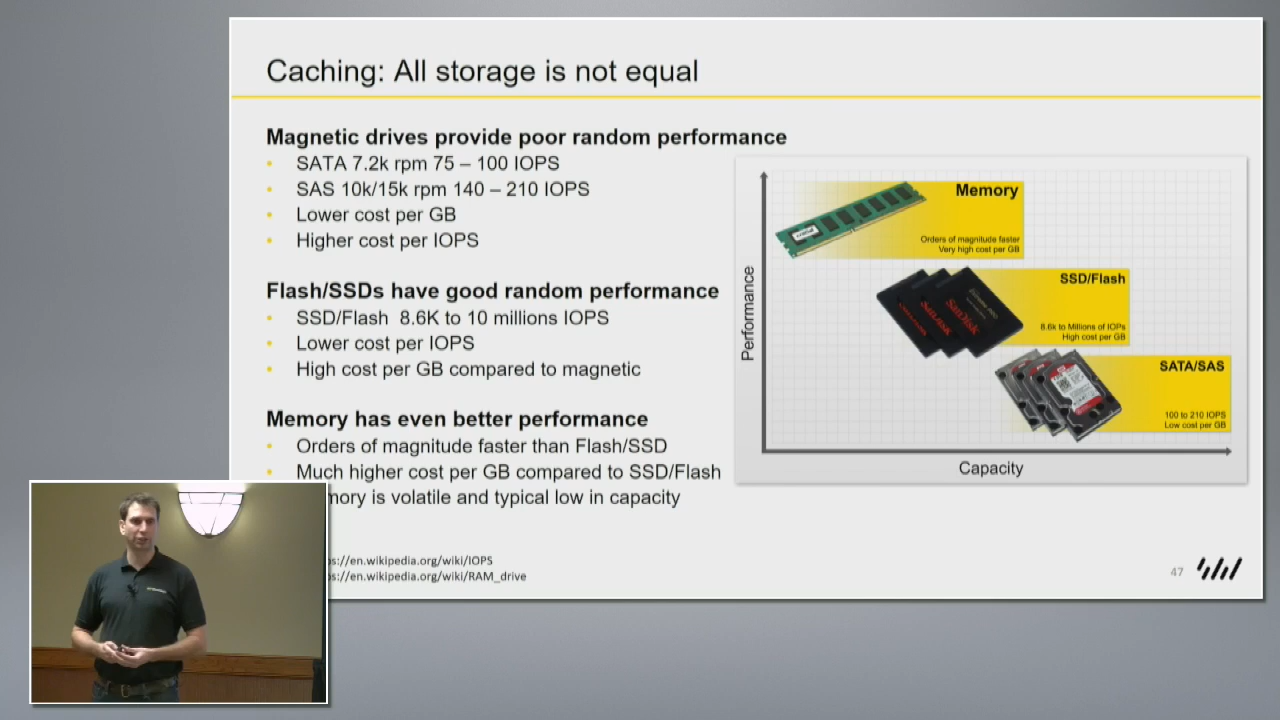 Caching: All storage is not equal
Magnetic drives provide poor random performance
• SATA 7.2k rpm 75 – 100 IOPS
• SAS 10k/15k rpm 140 – 210 IOPS
• Lower cost per GB
• Higher cost per IOPS
Flash/SSDs have good random performance
• SSD/Flash 8.6K to 10 millions IOPS
• Lower cost per IOPS
• High cost per GB compared to magnetic
Memory has even better performance
• Orders of magnitude faster than Flash/SSD
• Much higher cost per GB compared to SSD/Flash
is volatile and typical low in capacity
ps://en.wikipedia.org/wiki/IOPS
ps://en.wikipedia.org/wiki/RAM_drive
Performance
Memory
Orders of magnitude faster
Very high cost per GB
crucial
SSD/Flash
8.6k to Millions of IOPs
High cost per GB
SanDisk
SanDisk
SATA/SAS
100 to 210 IOPS
Low cost per GB
Capacity
47